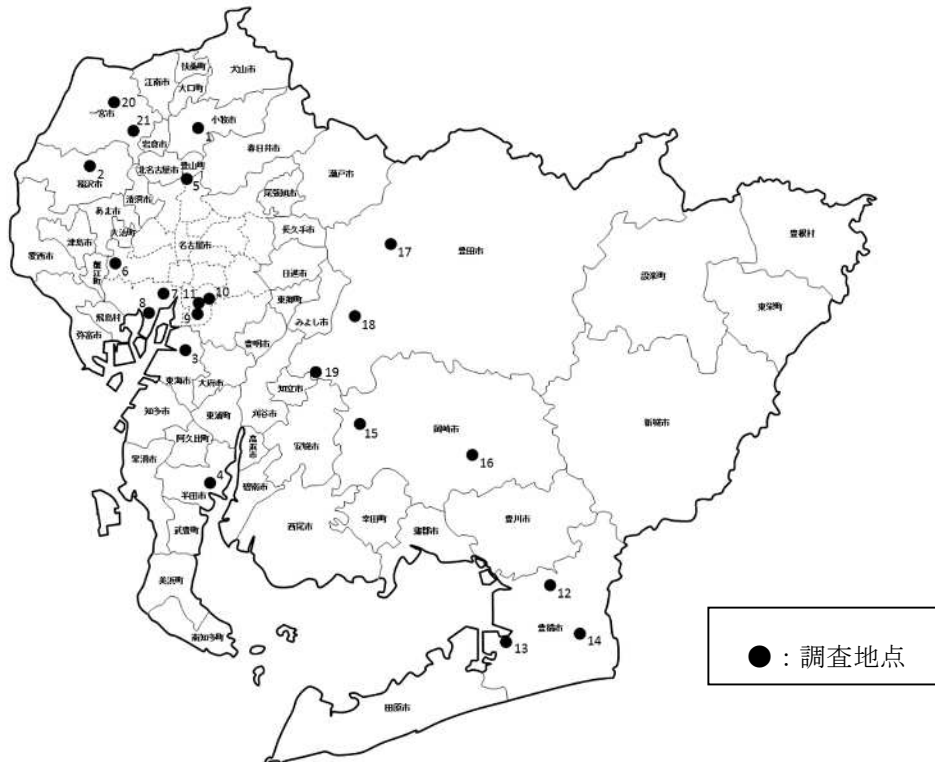 扶桑町
犬山市
江南市
大口町
20
一宮市
21
小牧市
1
岩倉市
春日井市
豊山町
北名古屋市
瀬戸市
2
稲沢市
5
清須市
尾張旭市
あま市
長久手市
豊根村
大治町
名古屋市
津島市
17
豊田市
愛西市
蟹江町
6
日進市
設楽町
東栄町
7
11
10
東郷町
8
9
みよし市
18
飛島村
弥富市
豊明市
3
19
東海市
大府市
知立市
知多市
東浦町
刈谷市
15
岡崎市
新城市
阿久比町
高浜市
安城市
16
常滑市
4
碧南市
半田市
西尾市
幸田町
蒲郡市
豊川市
武豊町
美浜町
12
豊橋市
14
13
南知多町
田原市
●：調査地点